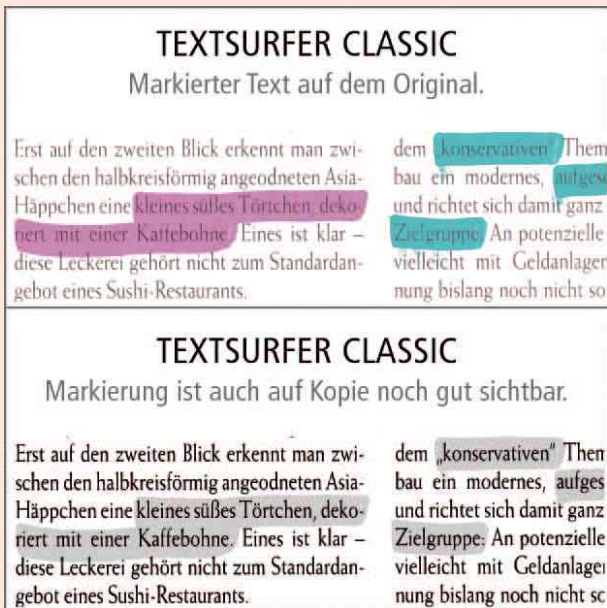 TEXTSURFER CLASSIC
Markierter Text auf dem Original.
Erst auf den zweiten Blick erkennt man zwi-
schen den halbkreisförmig angeodneten Asia-
Häppchen eine kleines süßes Törtchen, deko-
riert mit einer Kaffebohne. Eines ist klar –
diese Leckerei gehört nicht zum Standardan-
gebot eines Sushi-Restaurants.
dem „konservativen“ Them
bau ein modernes, aufgesc
und richtet sich damit ganz
Zielgruppe. An potenzielle
vielleicht mit Geldanlagen
nung bislang noch nicht so
TEXTSURFER CLASSIC
Markierung ist auch auf Kopie noch gut sichtbar.
Erst auf den zweiten Blick erkennt man zwi-
schen den halbkreisförmig angeodneten Asia-
Häppchen eine kleines süßes Törtchen, deko-
riert mit einer Kaffebohne. Eines ist klar –
diese Leckerei gehört nicht zum Standardan-
gebot eines Sushi-Restaurants.
dem „konservativen“ Them
bau ein modernes, aufges
und richtet sich damit ganz
Zielgruppe. An potenzielle
vielleicht mit Geldanlagen
nung bislang noch nicht so